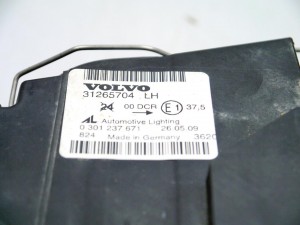 VOLVO
31265704 LH
24 00 DCR E1 37,5
AL Automotive Lighting
0 301 237 671 26.05.09
824 Made in Germany 3620